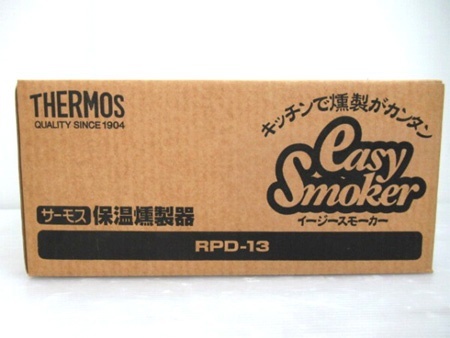 THERMOS
QUALITY SINCE 1904
キッチンで燻製がカンタン
easy
Smoker
イージースモーカー
サーモス 保温燻製器
RPD-13